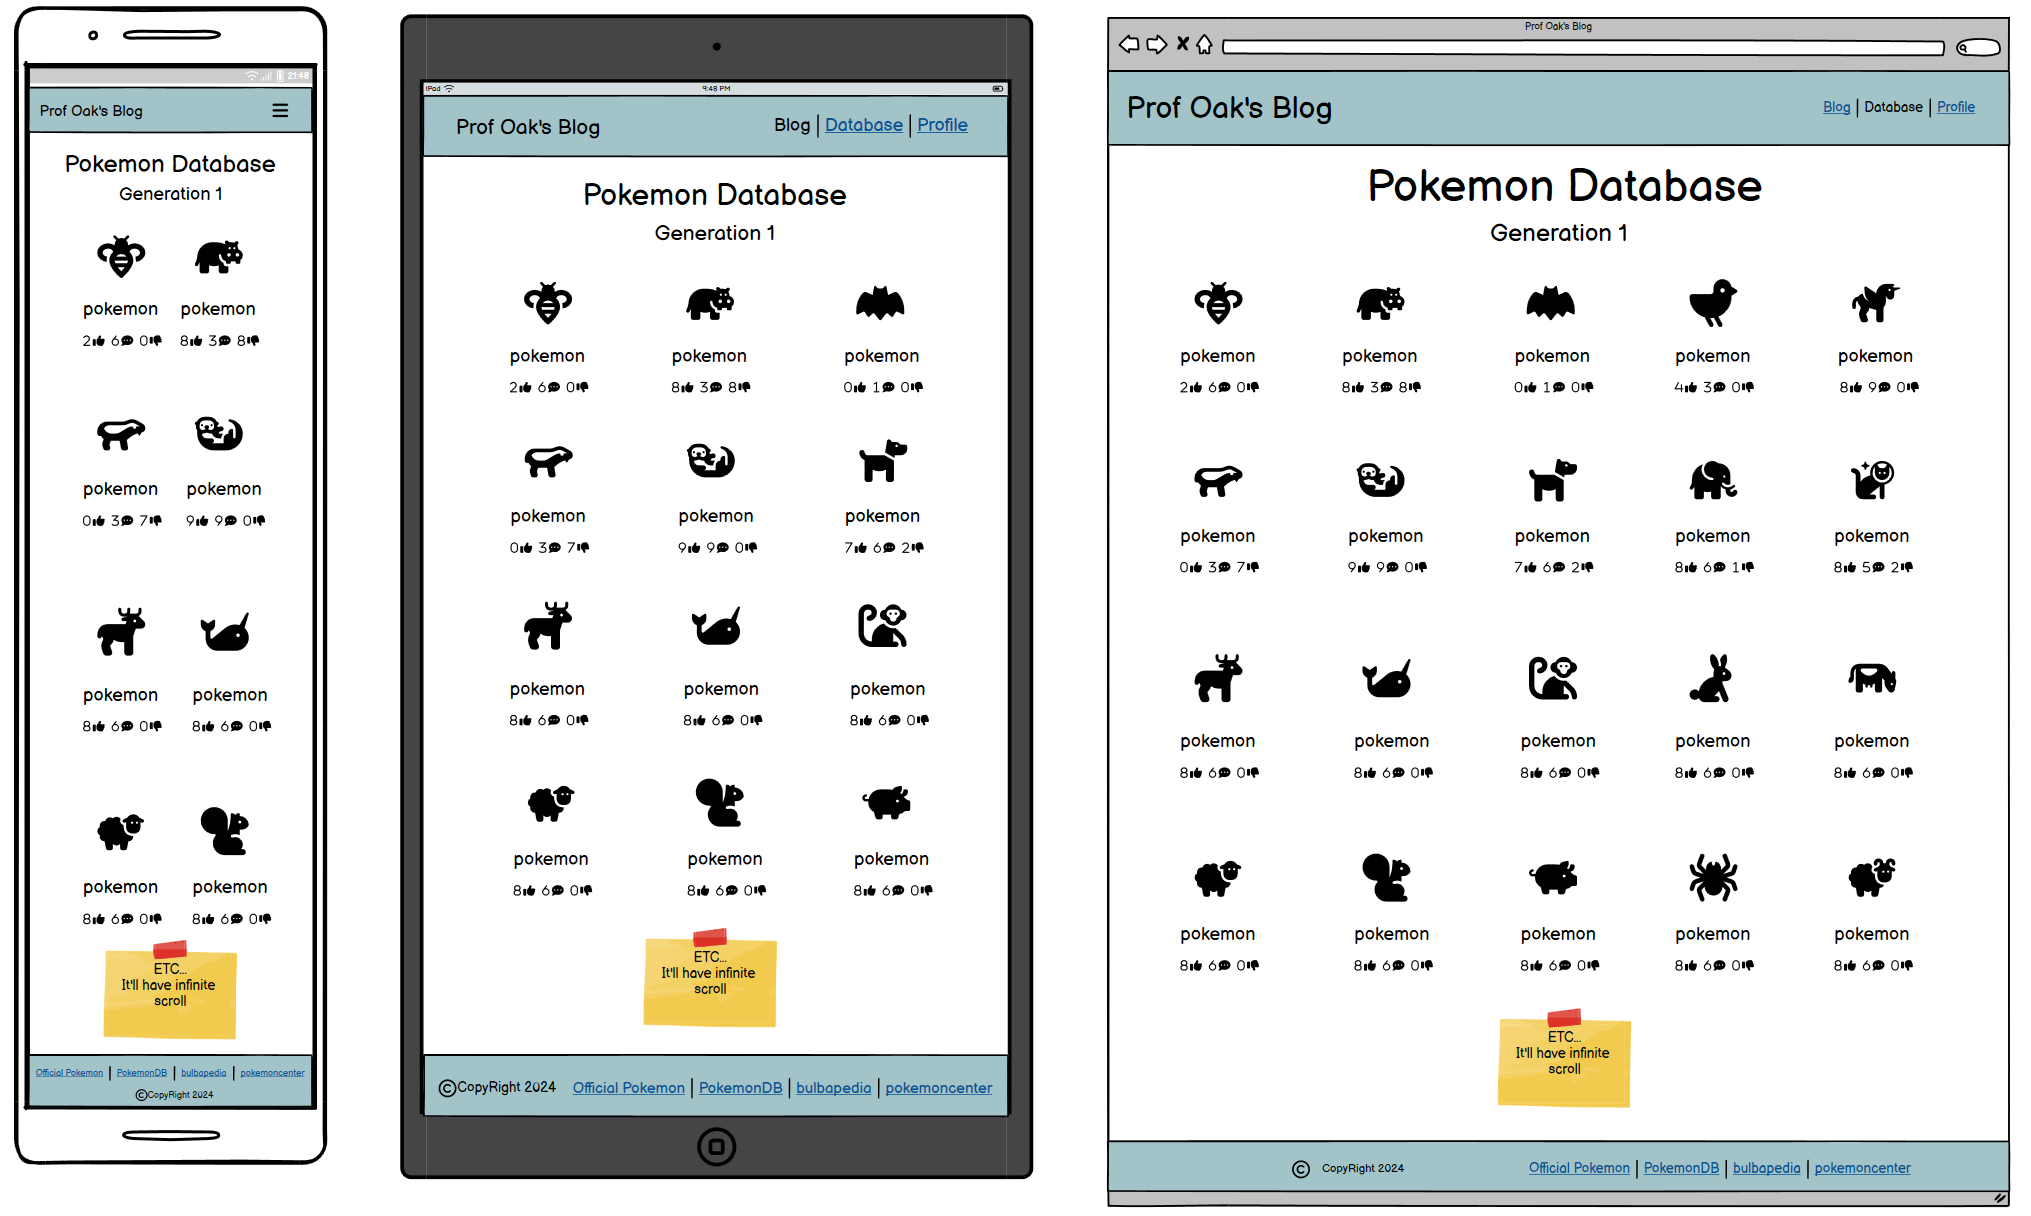 21:48
Prof Oak's Blog
Pokemon Database
Generation 1
pokemon pokemon
2 6 0 8 3 8
pokemon pokemon
0 3 7 9 9 0
pokemon pokemon
8 6 0 8 6 0
pokemon pokemon
8 6 0 8 6 0
ETC...
It'll have infinite
scroll
Official Pokemon | PokemonDB | bulbapedia | pokemoncenter
©CopyRight 2024
iPad 9:48 PM
Prof Oak's Blog Blog | Database | Profile
Pokemon Database
Generation 1
pokemon pokemon pokemon
2 6 0 8 3 8 0 1 0
pokemon pokemon pokemon
0 3 7 9 9 0 7 6 2
pokemon pokemon pokemon
8 6 0 8 6 0 8 6 0
pokemon pokemon pokemon
8 6 0 8 6 0 8 6 0
ETC...
It'll have infinite
scroll
©CopyRight 2024 Official Pokemon | PokemonDB | bulbapedia | pokemoncenter
Prof Oak's Blog
Prof Oak's Blog Blog | Database | Profile
Pokemon Database
Generation 1
pokemon pokemon pokemon pokemon pokemon
2 6 0 8 3 8 0 1 0 4 3 0 8 9 0
pokemon pokemon pokemon pokemon pokemon
0 3 7 9 9 0 7 6 2 8 6 1 8 5 2
pokemon pokemon pokemon pokemon pokemon
8 6 0 8 6 0 8 6 0 8 6 0 8 6 0
pokemon pokemon pokemon pokemon pokemon
8 6 0 8 6 0 8 6 0 8 6 0 8 6 0
ETC...
It'll have infinite
scroll
© CopyRight 2024 Official Pokemon | PokemonDB | bulbapedia | pokemoncenter